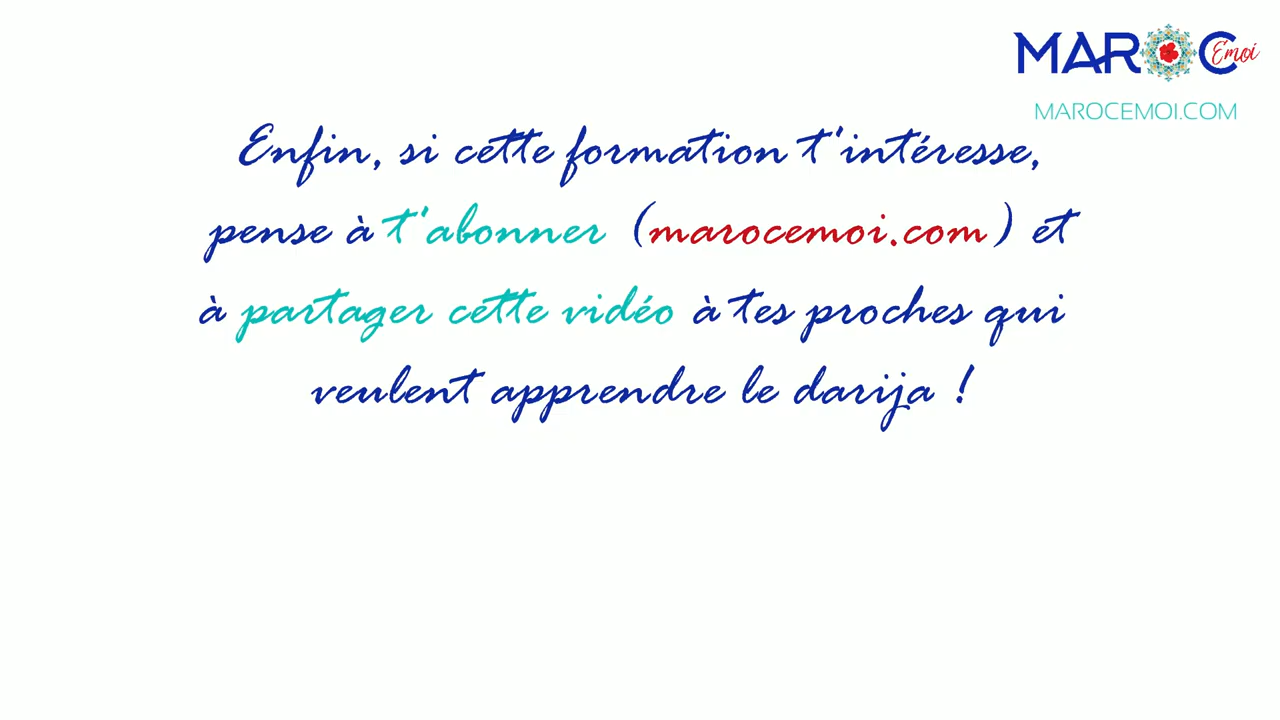 MAROC Emoi
MAROCEMOI.COM
Enfin, si cette formation t'intéresse,
pense à t'abonner (marocemoi.com) et
à partager cette vidéo à tes proches qui
veulent apprendre le darija !